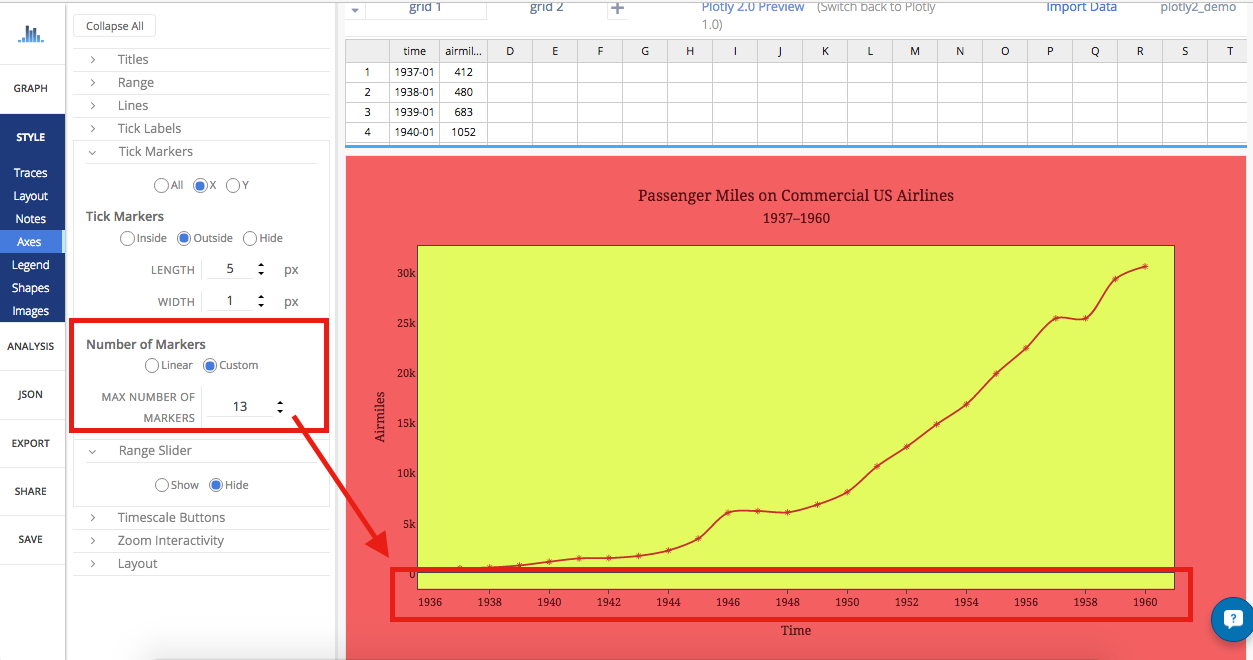 grid 1 grid 2 + Plotly 2.0 Preview (Switch back to Plotly 1.0) Import Data plotly2_demo
Collapse All
GRAPH
STYLE
Traces
Layout
Notes
Axes
Legend
Shapes
Images
ANALYSIS
JSON
EXPORT
SHARE
SAVE
Titles
Range
Lines
Tick Labels
Tick Markers
All X Y
Tick Markers
Inside Outside Hide
LENGTH 5 px
WIDTH 1 px
Number of Markers
Linear Custom
MAX NUMBER OF
MARKERS
13
Range Slider
Show Hide
Timescale Buttons
Zoom Interactivity
Layout
time airmil... D E F G H I J K L M N O P Q R S T
1 1937-01 412
2 1938-01 480
3 1939-01 683
4 1940-01 1052
Passenger Miles on Commercial US Airlines
1937–1960
30k
25k
20k
15k
10k
5k
0
Airmiles
1936 1938 1940 1942 1944 1946 1948 1950 1952 1954 1956 1958 1960
Time
?